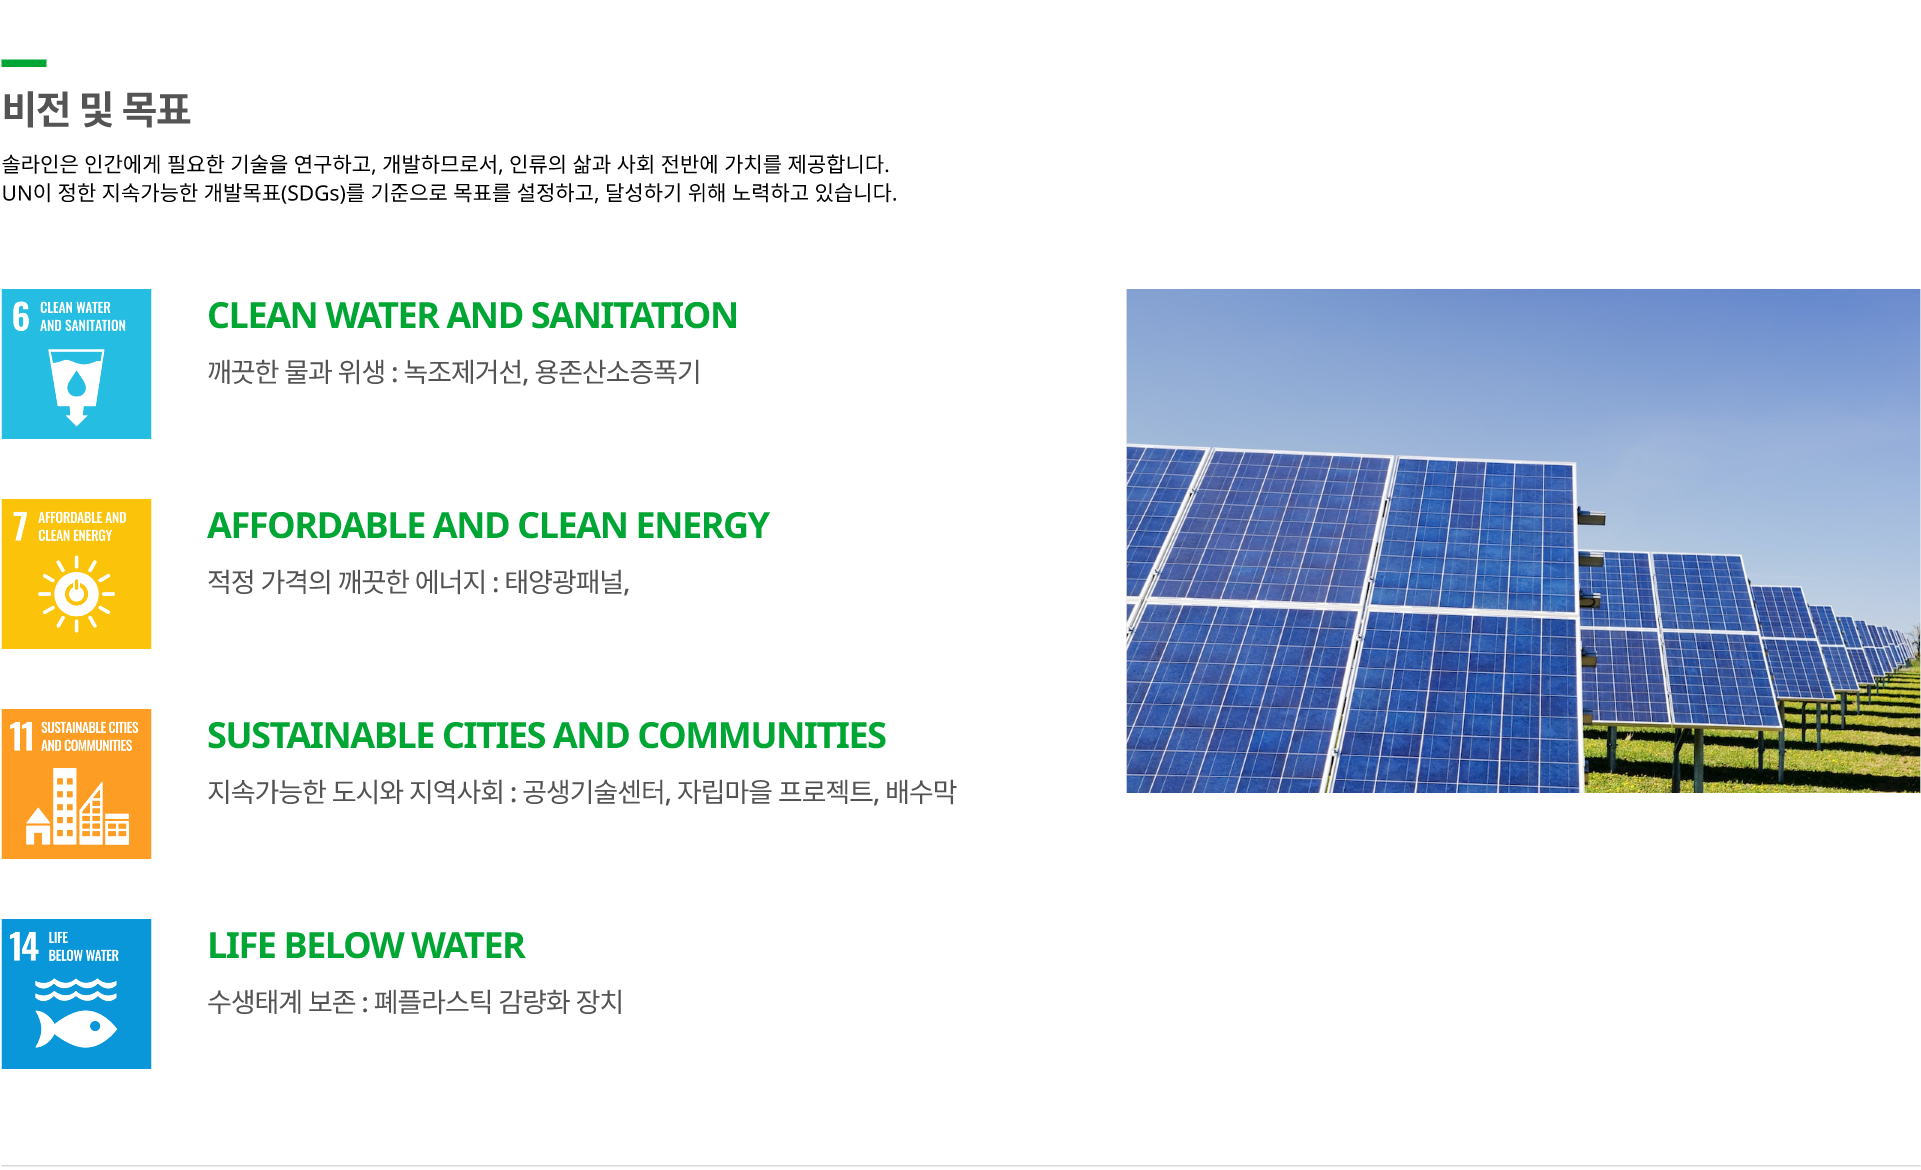 비전 및 목표
솔라인은 인간에게 필요한 기술을 연구하고, 개발하므로서, 인류의 삶과 사회 전반에 가치를 제공합니다.
UN이 정한 지속가능한 개발목표(SDGs)를 기준으로 목표를 설정하고, 달성하기 위해 노력하고 있습니다.
6 CLEAN WATER
AND SANITATION
CLEAN WATER AND SANITATION
깨끗한 물과 위생 : 녹조제거선, 용존산소증폭기
7 AFFORDABLE AND
CLEAN ENERGY
AFFORDABLE AND CLEAN ENERGY
적정 가격의 깨끗한 에너지 : 태양광패널,
11 SUSTAINABLE CITIES
AND COMMUNITIES
SUSTAINABLE CITIES AND COMMUNITIES
지속가능한 도시와 지역사회 : 공생기술센터, 자립마을 프로젝트, 배수막
14 LIFE
BELOW WATER
LIFE BELOW WATER
수생태계 보존 : 폐플라스틱 감량화 장치